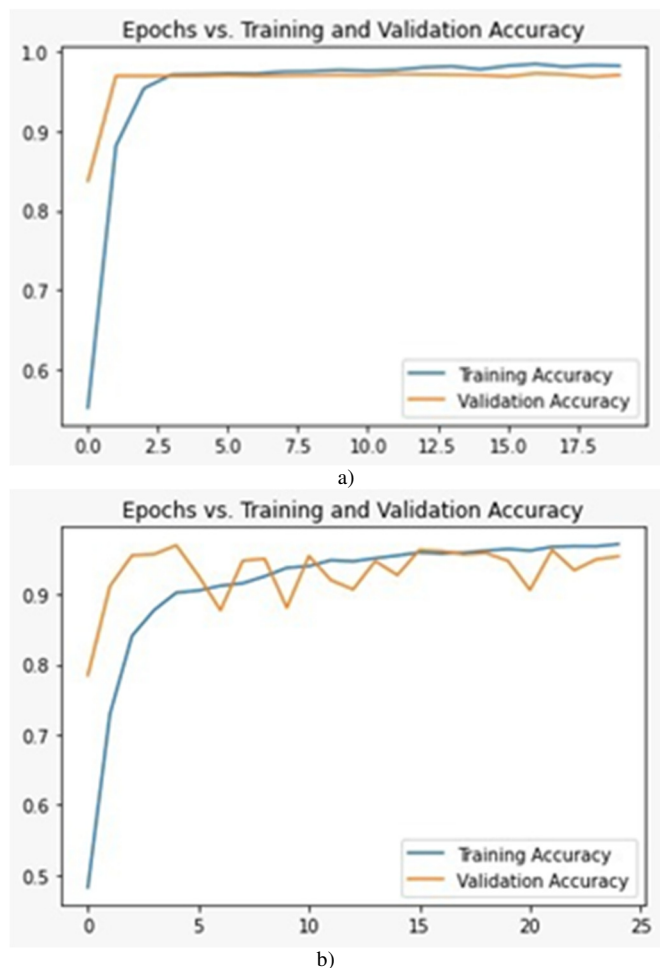 Epochs vs. Training and Validation Accuracy
1.0
0.9
0.8
0.7
0.6
Training Accuracy
Validation Accuracy
0.0 2.5 5.0 7.5 10.0 12.5 15.0 17.5
a)
Epochs vs. Training and Validation Accuracy
0.9
0.8
0.7
0.6
0.5
Training Accuracy
Validation Accuracy
0 5 10 15 20 25
b)